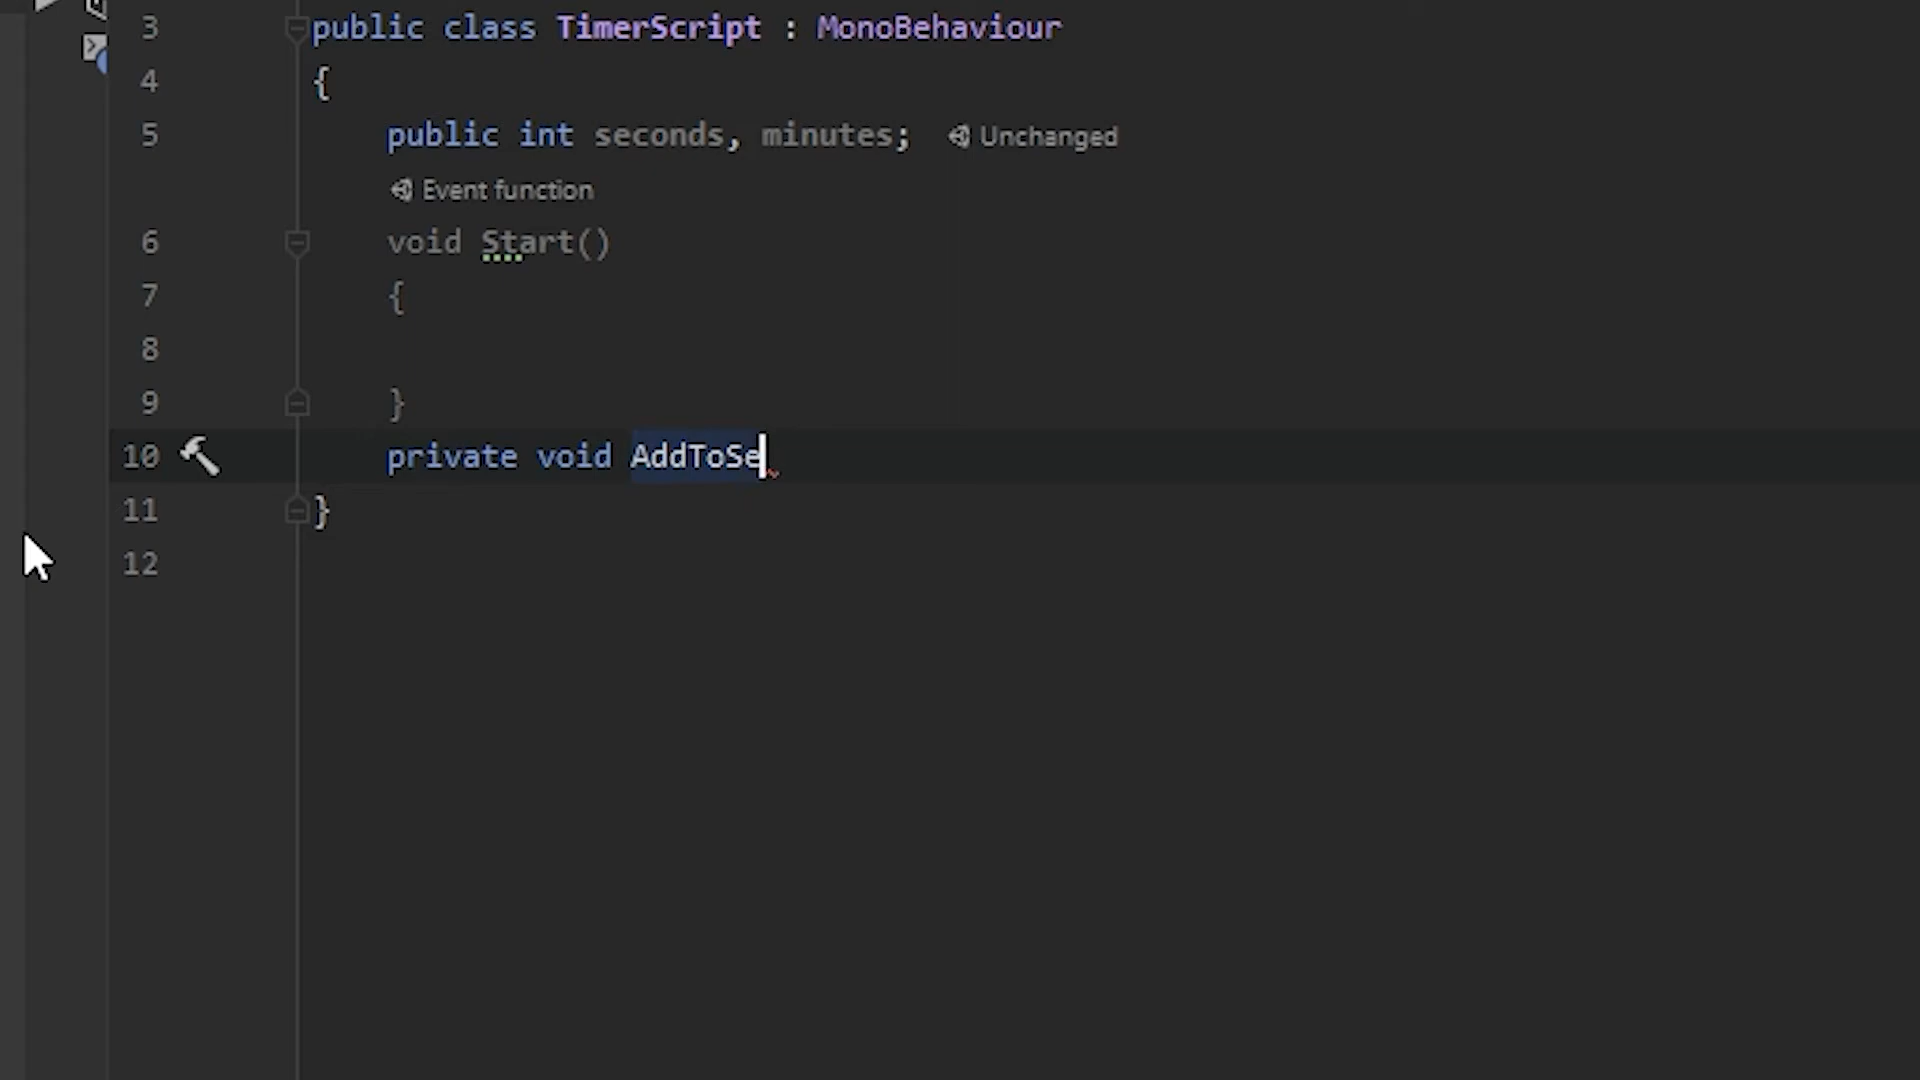 3 public class TimerScript : MonoBehaviour
4 {
5 public int seconds, minutes; Unchanged
Event function
6 void Start()
7 {
8
9 }
10 private void AddToSe
11 }
12